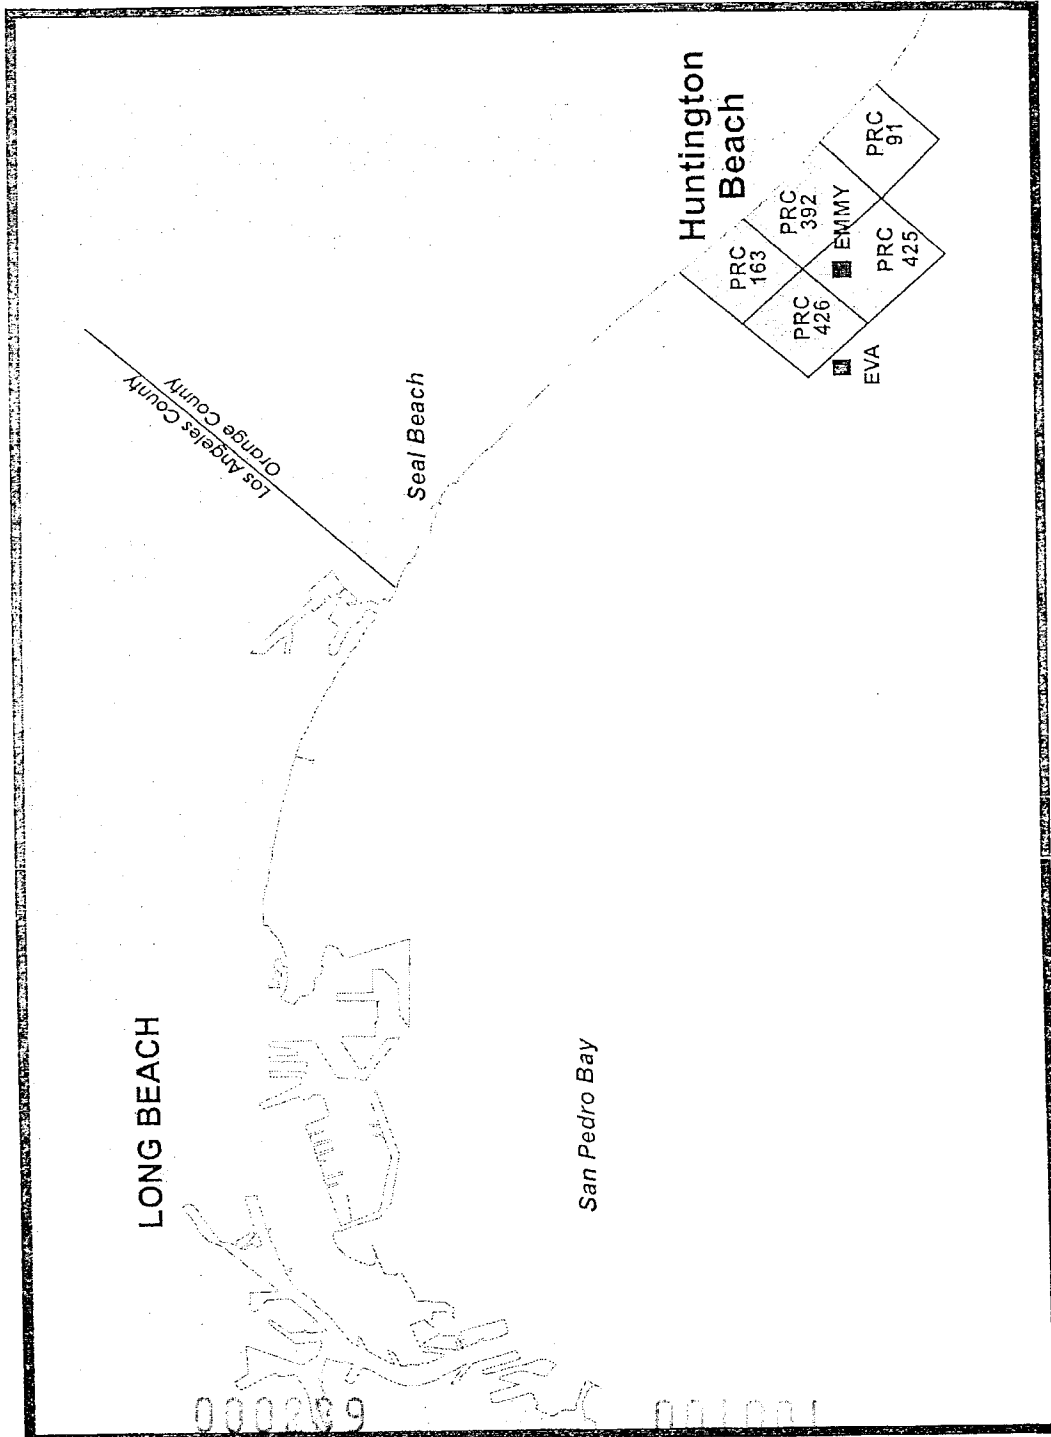 LONG BEACH
Los Angeles County
Orange County
Seal Beach
San Pedro Bay
Huntington
Beach
PRC
163
PRC
392
PRC
91
PRC
426
EMMY
PRC
425
EVA
001001